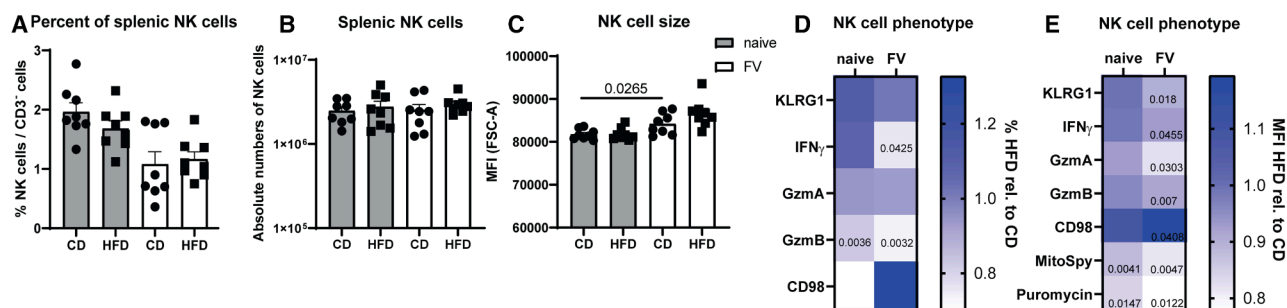 A Percent of splenic NK cells
% NK cells / CD3⁻ cells
3
2
1
0
CD HFD CD HFD
B Splenic NK cells
Absolute numbers of NK cells
1×10⁷
1×10⁶
1×10⁵
CD HFD CD HFD
C NK cell size
MFI (FSC-A)
100000
90000
80000
70000
60000
0.0265
CD HFD CD HFD
naive
FV
D NK cell phenotype
naive FV
KLRG1
IFNγ 0.0425
GzmA
GzmB 0.0036 0.0032
CD98
1.2
1.0
0.8
% HFD rel. to CD
E NK cell phenotype
naive FV
KLRG1 0.018
IFNγ 0.0455
GzmA 0.0303
GzmB 0.007
CD98 0.0408
MitoSpy 0.0041 0.0047
Puromycin 0.0147 0.0122
1.1
1.0
0.9
0.8
MFI HFD rel. to CD